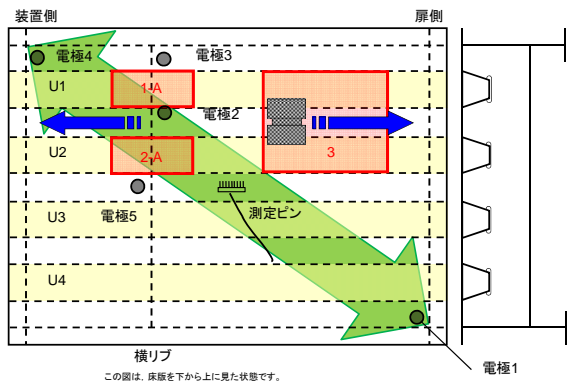 装置側
扉側
電極4
電極3
U1
1-A
電極2
U2
2-A
3
電極5
測定ピン
U3
U4
横リブ
電極1
この図は，床版を下から上に見た状態です。